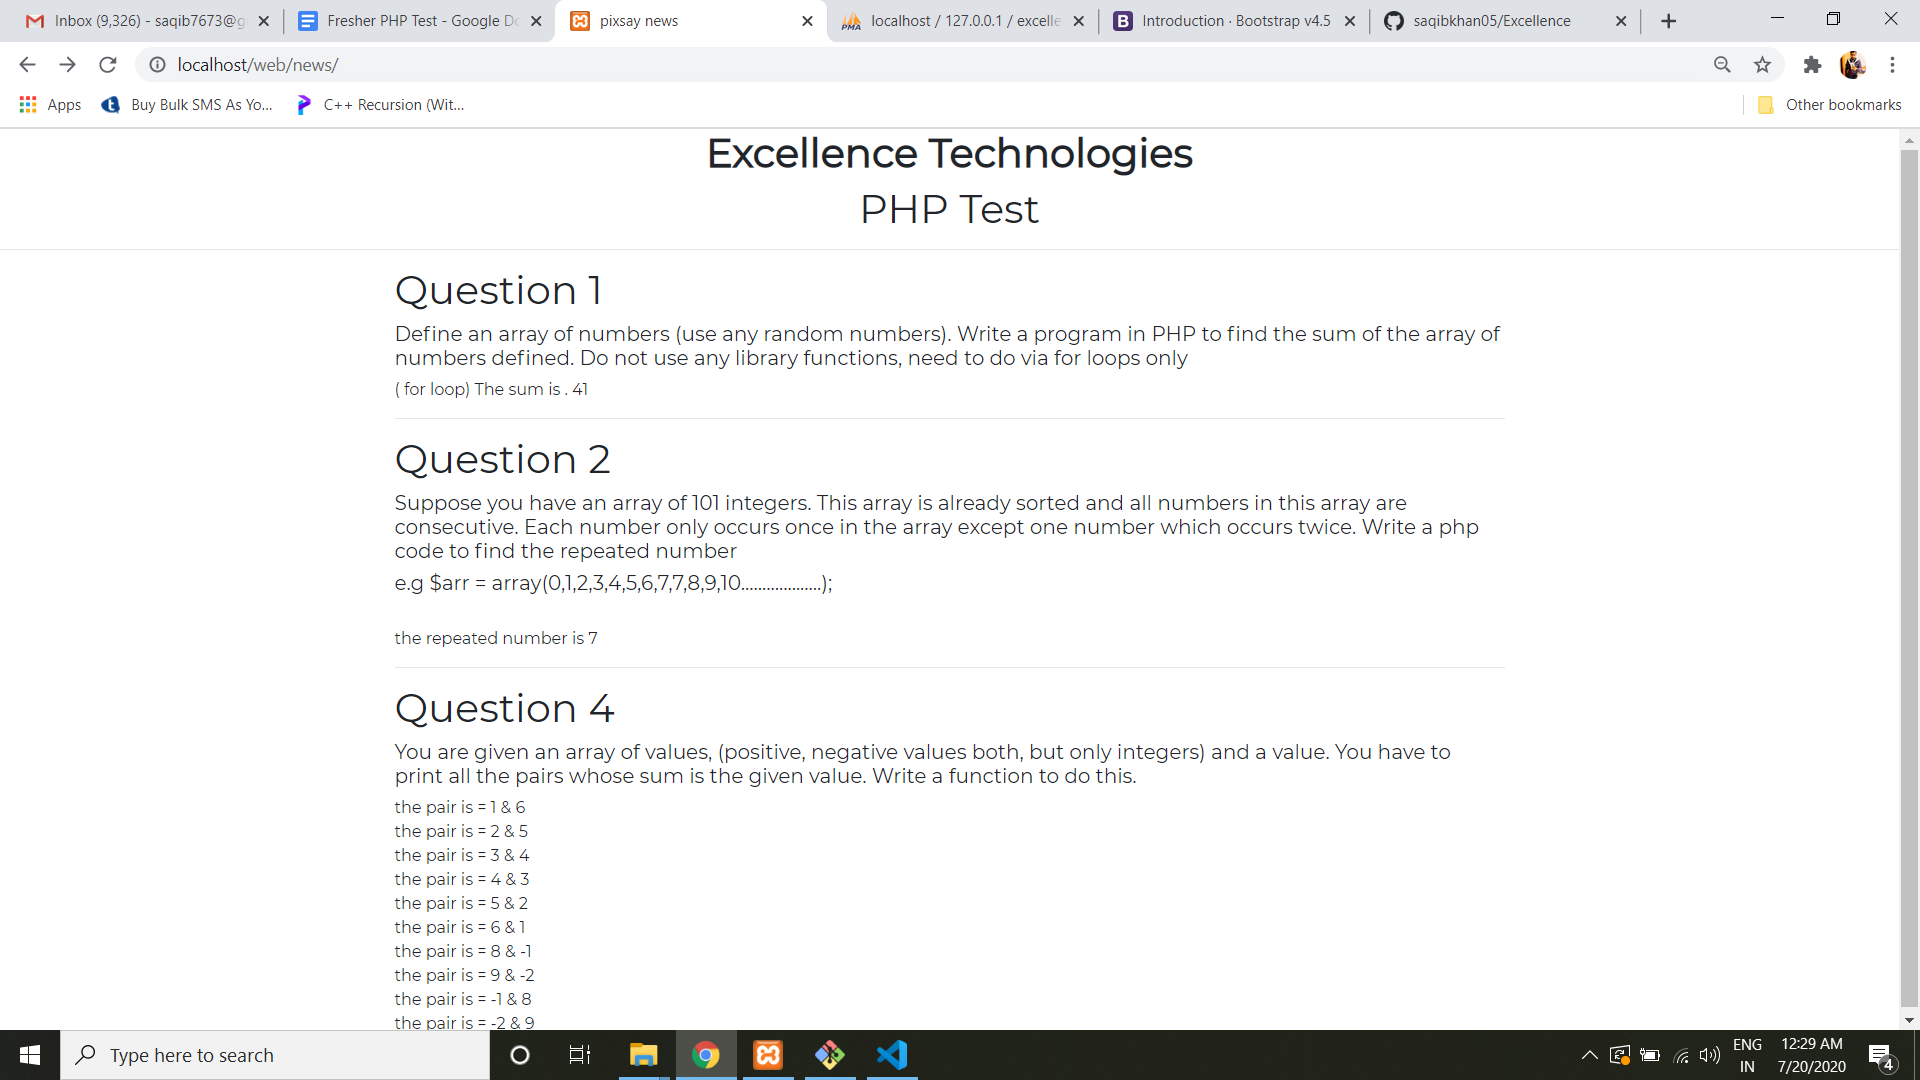 Inbox (9,326) - saqib7673@g
Fresher PHP Test - Google Do
pixsay news
localhost / 127.0.0.1 / excelle
Introduction · Bootstrap v4.5
saqibkhan05/Excellence
localhost/web/news/
Apps
Buy Bulk SMS As Yo...
C++ Recursion (Wit...
Other bookmarks
Excellence Technologies
PHP Test
Question 1
Define an array of numbers (use any random numbers). Write a program in PHP to find the sum of the array of
numbers defined. Do not use any library functions, need to do via for loops only
( for loop) The sum is . 41
Question 2
Suppose you have an array of 101 integers. This array is already sorted and all numbers in this array are
consecutive. Each number only occurs once in the array except one number which occurs twice. Write a php
code to find the repeated number
e.g $arr = array(0,1,2,3,4,5,6,7,7,8,9,10...................);
the repeated number is 7
Question 4
You are given an array of values, (positive, negative values both, but only integers) and a value. You have to
print all the pairs whose sum is the given value. Write a function to do this.
the pair is = 1 & 6
the pair is = 2 & 5
the pair is = 3 & 4
the pair is = 4 & 3
the pair is = 5 & 2
the pair is = 6 & 1
the pair is = 8 & -1
the pair is = 9 & -2
the pair is = -1 & 8
the pair is = -2 & 9
Type here to search
ENG
IN
12:29 AM
7/20/2020
4